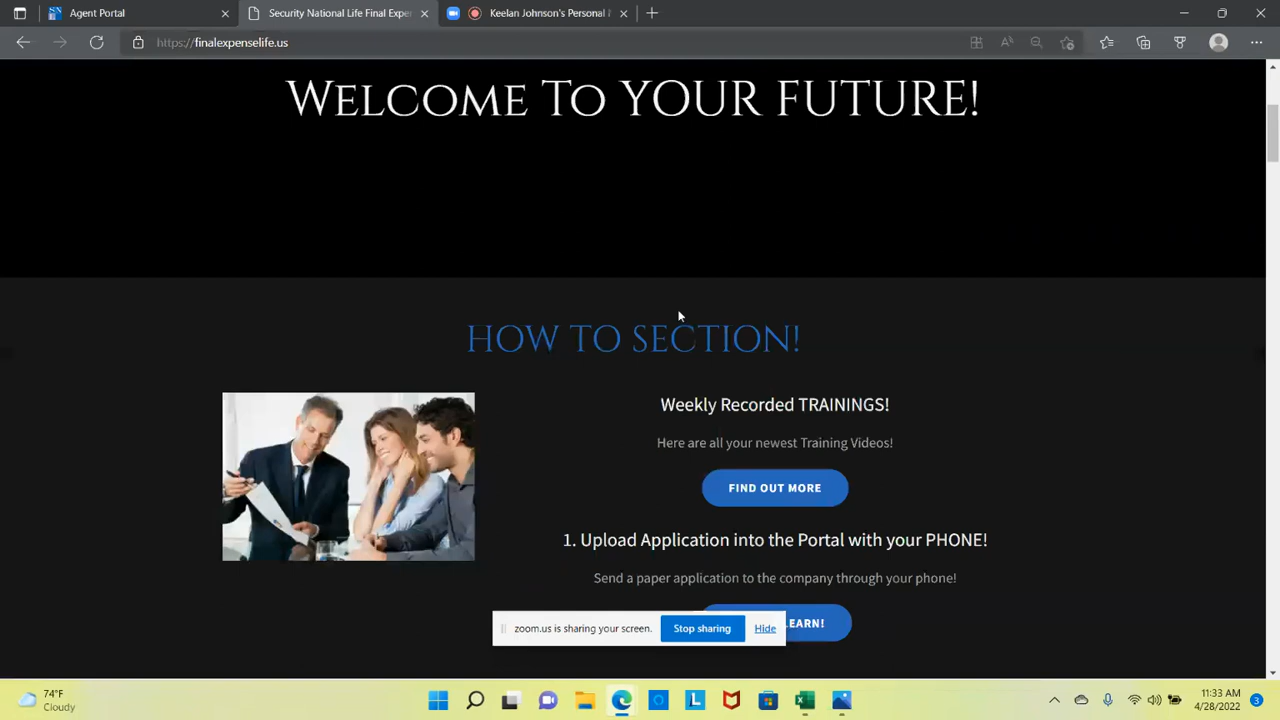 Agent Portal
Security National Life Final Expen
Keelan Johnson's Personal
https://finalexpenselife.us
WELCOME TO YOUR FUTURE!
HOW TO SECTION!
Weekly Recorded TRAININGS!
Here are all your newest Training Videos!
FIND OUT MORE
1. Upload Application into the Portal with your PHONE!
Send a paper application to the company through your phone!
LEARN!
zoom.us is sharing your screen.
Stop sharing
Hide
74°F
Cloudy
11:33 AM
4/28/2022
3